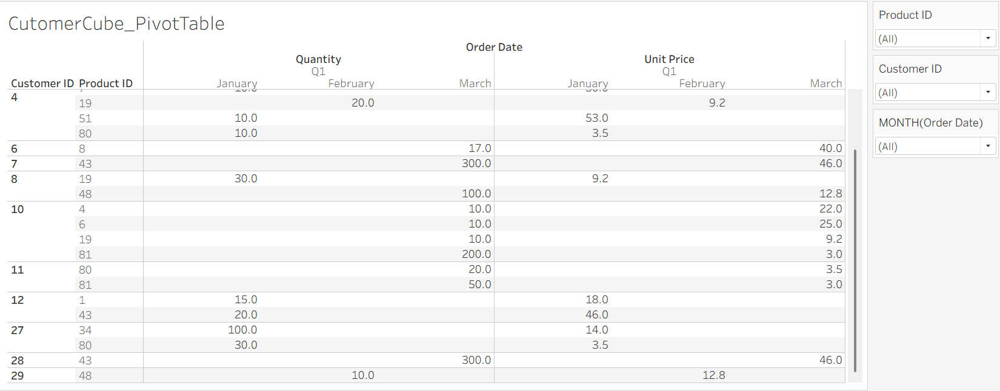 CutomerCube_PivotTable
Order Date
Quantity Unit Price
Q1 Q1
Customer ID Product ID January February March January February March
4
19 20.0 9.2
51 10.0 53.0
80 10.0 3.5
6 8 17.0 40.0
7 43 300.0 46.0
8 19 30.0 9.2
48 100.0 12.8
10 4 10.0 22.0
6 10.0 25.0
19 10.0 9.2
81 200.0 3.0
11 80 20.0 3.5
81 50.0 3.0
12 1 15.0 18.0
43 20.0 46.0
27 34 100.0 14.0
80 30.0 3.5
28 43 300.0 46.0
29 48 10.0 12.8
Product ID
(All)
Customer ID
(All)
MONTH(Order Date)
(All)